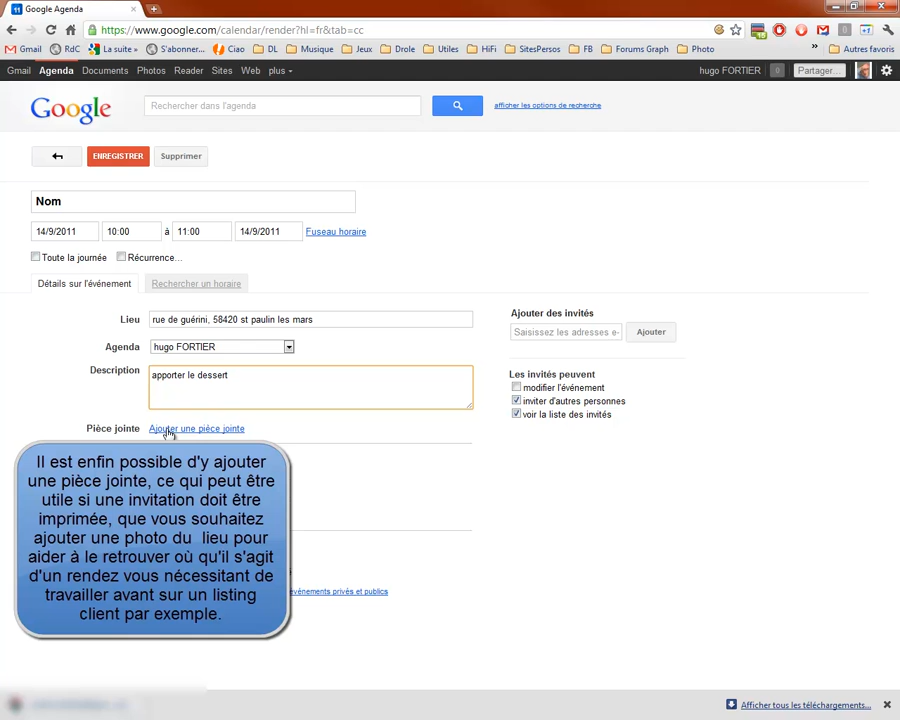 Google Agenda
https://www.google.com/calendar/render?hl=fr&tab=cc
Gmail RdC La suite » S'abonner... Ciao DL Musique Jeux Drole Utiles HiFi SitesPersos FB Forums Graph Photo » Autres favoris
Gmail Agenda Documents Photos Reader Sites Web plus hugo FORTIER 0 Partager...
Google Rechercher dans l'agenda afficher les options de recherche
ENREGISTRER Supprimer
Nom
14/9/2011 10:00 à 11:00 14/9/2011 Fuseau horaire
Toute la journée Récurrence...
Détails sur l'événement Rechercher un horaire
Lieu rue de guérini, 58420 st paulin les mars
Agenda hugo FORTIER
Description apporter le dessert
Pièce jointe Ajouter une pièce jointe
Ajouter des invités
Saisissez les adresses e- Ajouter
Les invités peuvent
modifier l'événement
inviter d'autres personnes
voir la liste des invités
Il est enfin possible d'y ajouter
une pièce jointe, ce qui peut être
utile si une invitation doit être
imprimée, que vous souhaitez
ajouter une photo du lieu pour
aider à le retrouver où qu'il s'agit
d'un rendez vous nécessitant de
travailler avant sur un listing
client par exemple.
événements privés et publics
Afficher tous les téléchargements...